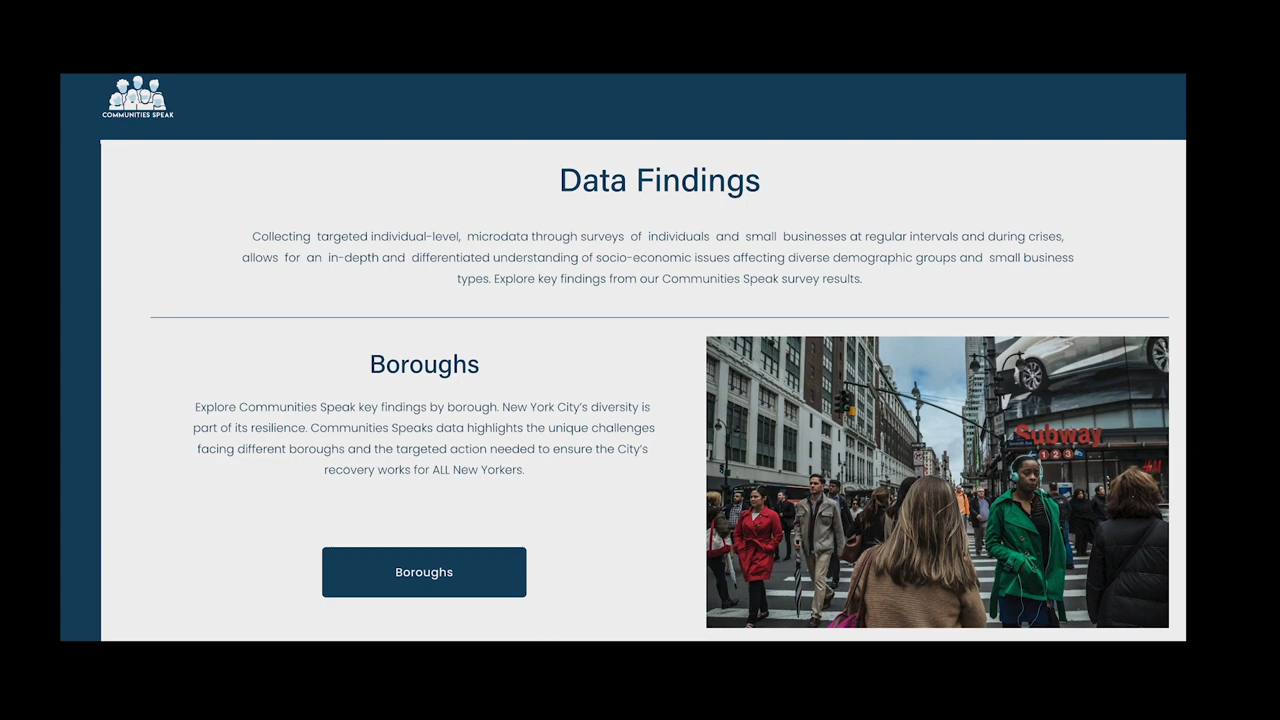 COMMUNITIES SPEAK
Data Findings
Collecting targeted individual-level, microdata through surveys of individuals and small businesses at regular intervals and during crises,
allows for an in-depth and differentiated understanding of socio-economic issues affecting diverse demographic groups and small business
types. Explore key findings from our Communities Speak survey results.
Boroughs
Explore Communities Speak key findings by borough. New York City's diversity is
part of its resilience. Communities Speaks data highlights the unique challenges
facing different boroughs and the targeted action needed to ensure the City's
recovery works for ALL New Yorkers.
Boroughs
Subway
1 2 3
H&M